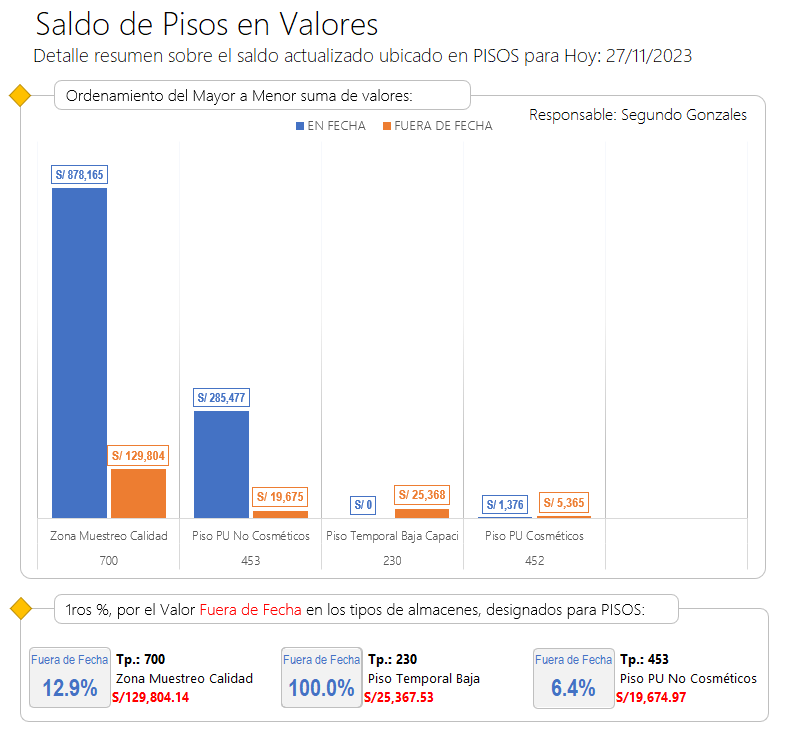 Saldo de Pisos en Valores
Detalle resumen sobre el saldo actualizado ubicado en PISOS para Hoy: 27/11/2023
Ordenamiento del Mayor a Menor suma de valores:
Responsable: Segundo Gonzales
EN FECHA FUERA DE FECHA
S/ 878,165
S/ 285,477
S/ 129,804
S/ 19,675
S/ 0
S/ 25,368
S/ 1,376
S/ 5,365
Zona Muestreo Calidad Piso PU No Cosméticos Piso Temporal Baja Capaci Piso PU Cosméticos
700 453 230 452
1ros %, por el Valor Fuera de Fecha en los tipos de almacenes, designados para PISOS:
Fuera de Fecha
12.9%
Tp.: 700
Zona Muestreo Calidad
S/129,804.14
Fuera de Fecha
100.0%
Tp.: 230
Piso Temporal Baja
S/25,367.53
Fuera de Fecha
6.4%
Tp.: 453
Piso PU No Cosméticos
S/19,674.97